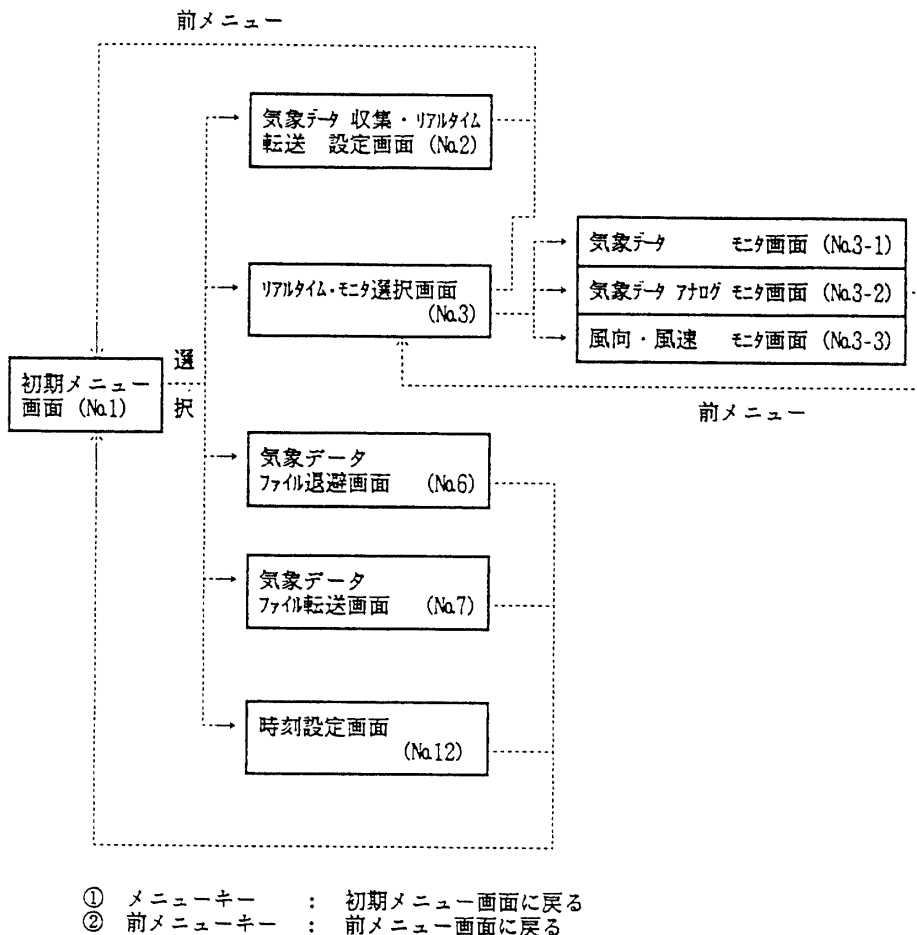 前メニュー
気象データ 収集・リアルタイム
転送 設定画面 (No.2)
気象データ モニタ画面 (No.3-1)
リアルタイム・モニタ選択画面
(No.3)
気象データ アナログ モニタ画面 (No.3-2)
風向・風速 モニタ画面 (No.3-3)
選
択
初期メニュー
画面 (No.1)
前メニュー
気象データ
ファイル退避画面 (No.6)
気象データ
ファイル転送画面 (No.7)
時刻設定画面
(No.12)
① メニューキー : 初期メニュー画面に戻る
② 前メニューキー : 前メニュー画面に戻る